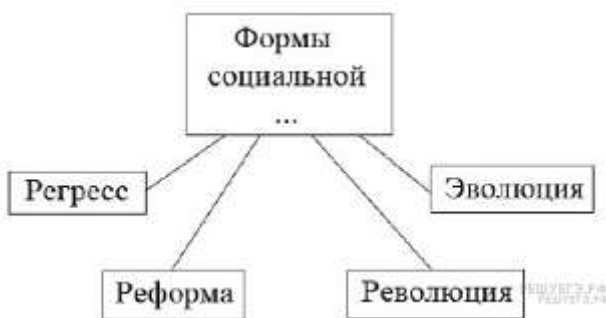 Формы
социальной
...
Регресс
Эволюция
Реформа
Революция